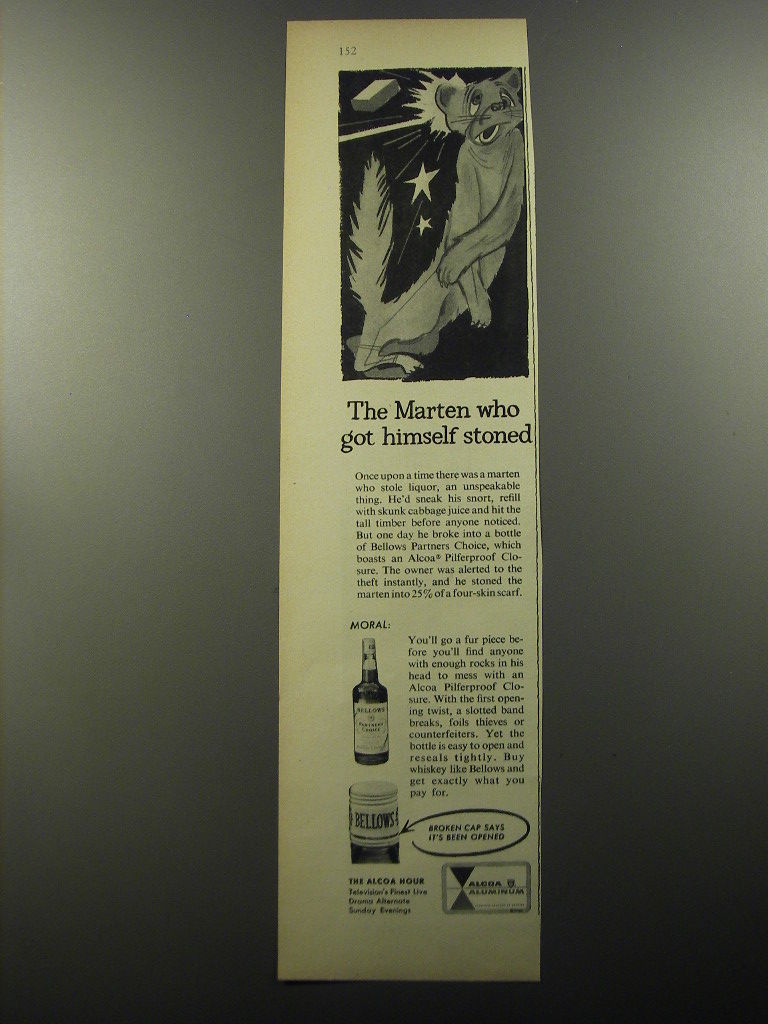 152
The Marten who
got himself stoned
Once upon a time there was a marten
who stole liquor, an unspeakable
thing. He'd sneak his snort, refill
with skunk cabbage juice and hit the
tall timber before anyone noticed.
But one day he broke into a bottle
of Bellows Partners Choice, which
boasts an Alcoa® Pilferproof Clo-
sure. The owner was alerted to the
theft instantly, and he stoned the
marten into 25% of a four-skin scarf.
MORAL:
You'll go a fur piece be-
fore you'll find anyone
with enough rocks in his
head to mess with an
Alcoa Pilferproof Clo-
sure. With the first open-
ing twist, a slotted band
breaks, foils thieves or
counterfeiters. Yet the
bottle is easy to open and
reseals tightly. Buy
whiskey like Bellows and
get exactly what you
pay for.
BELLOWS
PARTNERS
CHOICE
BELLOWS
BROKEN CAP SAYS
IT'S BEEN OPENED
THE ALCOA HOUR
Television's Finest Live
Drama Alternate
Sunday Evenings
ALCOA
ALUMINUM